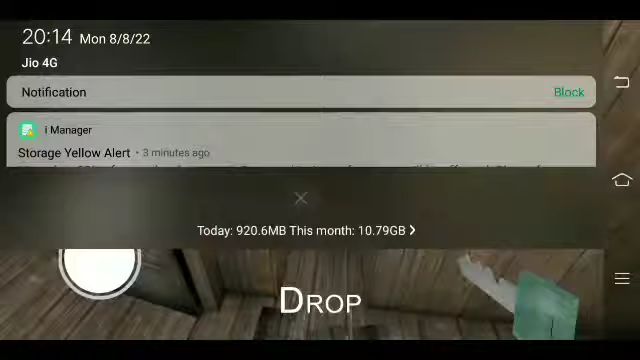 20:14 Mon 8/8/22
Jio 4G
Notification Block
i Manager
Storage Yellow Alert • 3 minutes ago
Today: 920.6MB This month: 10.79GB
DROP